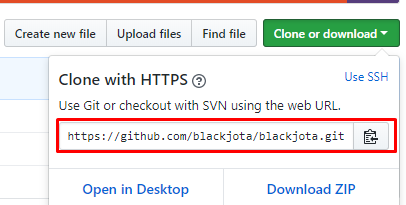 Create new file Upload files Find file Clone or download
Clone with HTTPS ? Use SSH
Use Git or checkout with SVN using the web URL.
https://github.com/blackjota/blackjota.git
Open in Desktop Download ZIP